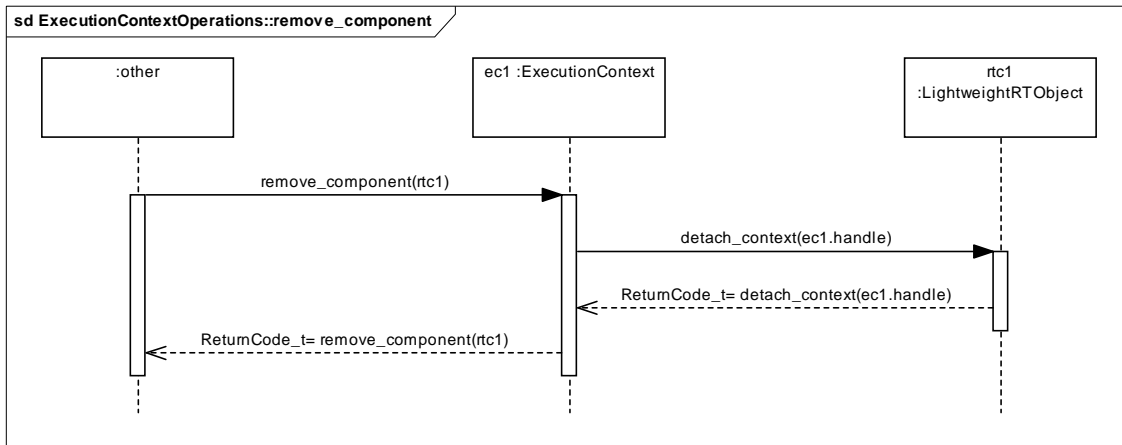 sd ExecutionContextOperations::remove_component
:other
ec1 :ExecutionContext
rtc1
:LightweightRTObject
remove_component(rtc1)
detach_context(ec1.handle)
ReturnCode_t= detach_context(ec1.handle)
ReturnCode_t= remove_component(rtc1)